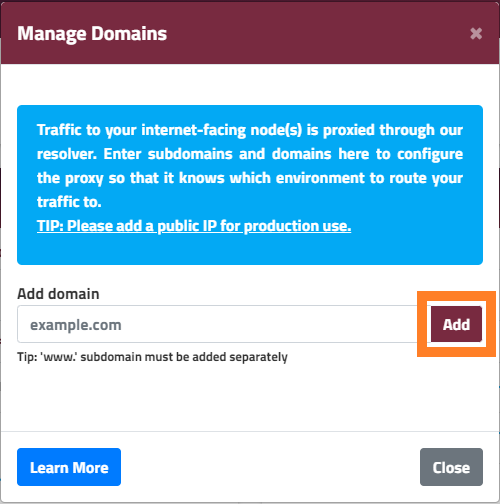 Manage Domains
×
Traffic to your internet-facing node(s) is proxied through our
resolver. Enter subdomains and domains here to configure
the proxy so that it knows which environment to route your
traffic to.
TIP: Please add a public IP for production use.
Add domain
example.com
Add
Tip: 'www.' subdomain must be added separately
Learn More
Close